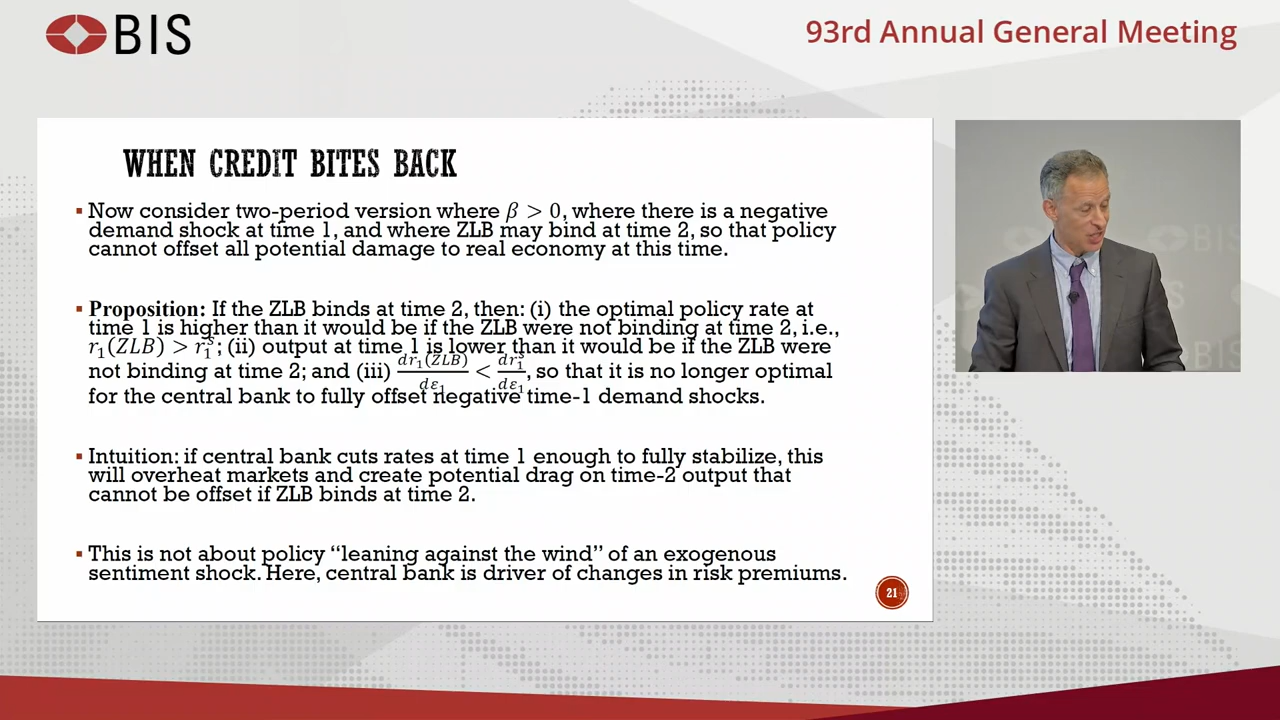 BIS
93rd Annual General Meeting
WHEN CREDIT BITES BACK
▪ Now consider two-period version where β > 0, where there is a negative
demand shock at time 1, and where ZLB may bind at time 2, so that policy
cannot offset all potential damage to real economy at this time.
▪ Proposition: If the ZLB binds at time 2, then: (i) the optimal policy rate at
time 1 is higher than it would be if the ZLB were not binding at time 2, i.e.,
r₁(ZLB) > r₁ˢ; (ii) output at time 1 is lower than it would be if the ZLB were
not binding at time 2; and (iii) dr₁(ZLB)/dε₁ < dr₁ˢ/dε₁, so that it is no longer optimal
for the central bank to fully offset negative time-1 demand shocks.
▪ Intuition: if central bank cuts rates at time 1 enough to fully stabilize, this
will overheat markets and create potential drag on time-2 output that
cannot be offset if ZLB binds at time 2.
▪ This is not about policy “leaning against the wind” of an exogenous
sentiment shock. Here, central bank is driver of changes in risk premiums.
21
BIS
BIS